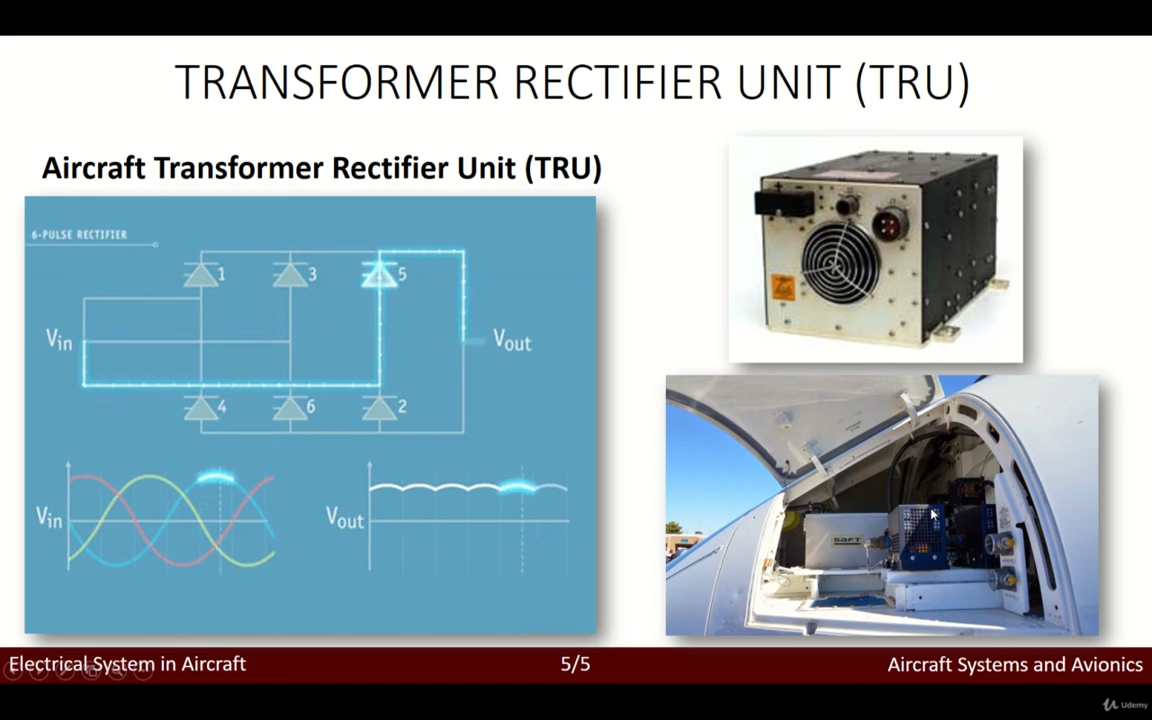 TRANSFORMER RECTIFIER UNIT (TRU)
Aircraft Transformer Rectifier Unit (TRU)
6-PULSE RECTIFIER
1
3
5
Vin
Vout
4
6
2
Vin
Vout
SAFT
Electrical System in Aircraft
5/5
Aircraft Systems and Avionics
Udemy